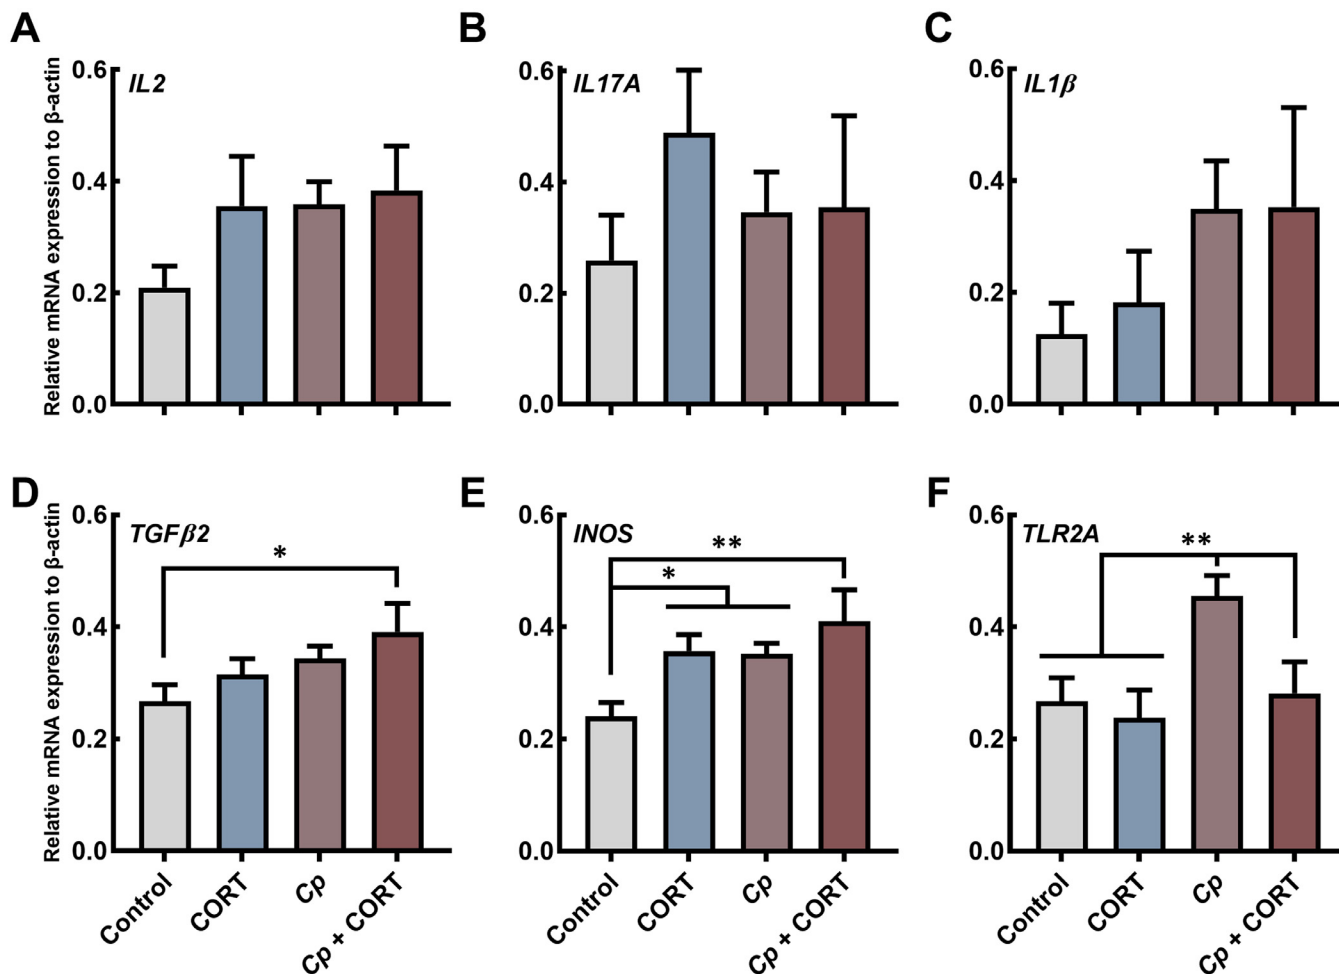 A
B
C
Relative mRNA expression to β-actin
0.6
0.4
0.2
0.0
IL2
0.6
0.4
0.2
0.0
IL17A
0.6
0.4
0.2
0.0
IL1β
D
E
F
Relative mRNA expression to β-actin
0.6
0.4
0.2
0.0
TGFβ2
*
Control
CORT
Cp
Cp + CORT
0.6
0.4
0.2
0.0
INOS
**
*
Control
CORT
Cp
Cp + CORT
0.6
0.4
0.2
0.0
TLR2A
**
Control
CORT
Cp
Cp + CORT